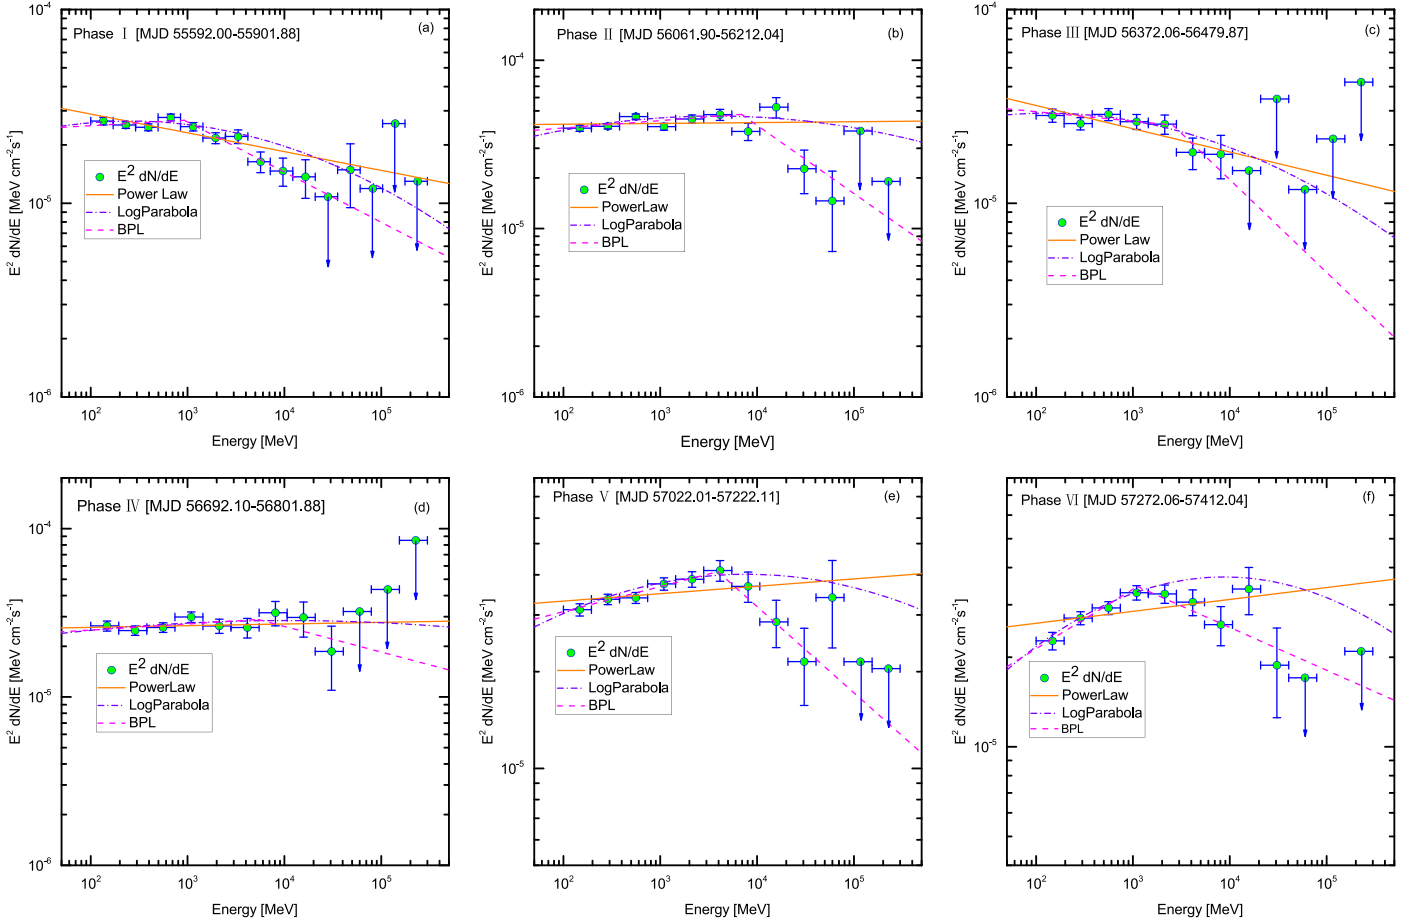 Phase Ⅰ [MJD 55592.00-55901.88]
(a)
10⁻⁴
10⁻⁵
10⁻⁶
E² dN/dE [MeV cm⁻²s⁻¹]
E² dN/dE
Power Law
LogParabola
BPL
10² 10³ 10⁴ 10⁵
Energy [MeV]
Phase Ⅱ [MJD 56061.90-56212.04]
(b)
10⁻⁴
10⁻⁵
10⁻⁶
E² dN/dE [MeV cm⁻²s⁻¹]
E² dN/dE
PowerLaw
LogParabola
BPL
10² 10³ 10⁴ 10⁵
Energy [MeV]
Phase Ⅲ [MJD 56372.06-56479.87]
(c)
10⁻⁴
10⁻⁵
10⁻⁶
E² dN/dE [MeV cm⁻²s⁻¹]
E² dN/dE
Power Law
LogParabola
BPL
10² 10³ 10⁴ 10⁵
Energy [MeV]
Phase Ⅳ [MJD 56692.10-56801.88]
(d)
10⁻⁴
10⁻⁵
10⁻⁶
E² dN/dE [MeV cm⁻²s⁻¹]
E² dN/dE
PowerLaw
LogParabola
BPL
10² 10³ 10⁴ 10⁵
Energy [MeV]
Phase Ⅴ [MJD 57022.01-57222.11]
(e)
10⁻⁵
E² dN/dE [MeV cm⁻²s⁻¹]
E² dN/dE
PowerLaw
LogParabola
BPL
10² 10³ 10⁴ 10⁵
Energy [MeV]
Phase Ⅵ [MJD 57272.06-57412.04]
(f)
10⁻⁵
E² dN/dE [MeV cm⁻²s⁻¹]
E² dN/dE
PowerLaw
LogParabola
BPL
10² 10³ 10⁴ 10⁵
Energy [MeV]